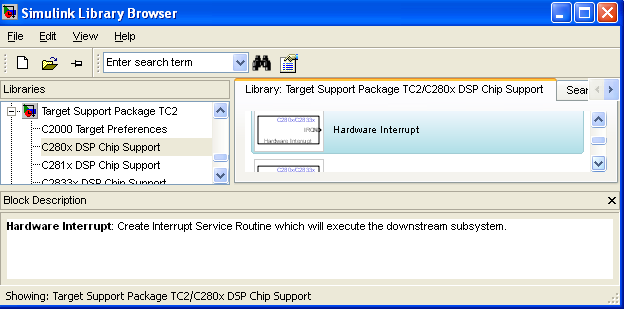 Simulink Library Browser
File Edit View Help
Enter search term
Libraries
Library: Target Support Package TC2/C280x DSP Chip Support
Sear
Target Support Package TC2
C2000 Target Preferences
C280x DSP Chip Support
C281x DSP Chip Support
C2833x DSP Chip Support
C280x/C2833x
IRQN
Hardware Interrupt
Hardware Interrupt
C280x/C2833x
Block Description
Hardware Interrupt: Create Interrupt Service Routine which will execute the downstream subsystem.
Showing: Target Support Package TC2/C280x DSP Chip Support